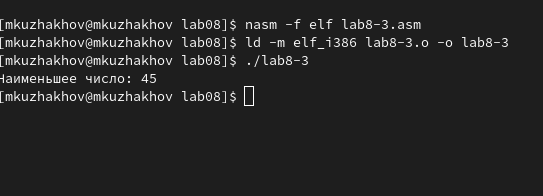 [mkuzhakhov@mkuzhakhov lab08]$ nasm -f elf lab8-3.asm
[mkuzhakhov@mkuzhakhov lab08]$ ld -m elf_i386 lab8-3.o -o lab8-3
[mkuzhakhov@mkuzhakhov lab08]$ ./lab8-3
Наименьшее число: 45
[mkuzhakhov@mkuzhakhov lab08]$